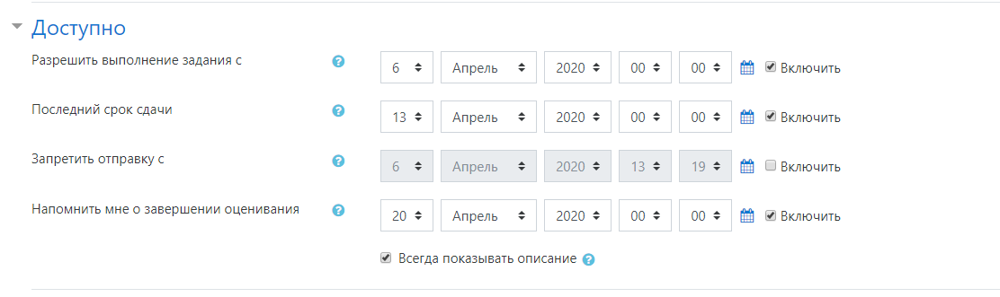 Доступно
Разрешить выполнение задания с 6 Апрель 2020 00 00 Включить
Последний срок сдачи 13 Апрель 2020 00 00 Включить
Запретить отправку с 6 Апрель 2020 13 19 Включить
Напомнить мне о завершении оценивания 20 Апрель 2020 00 00 Включить
Всегда показывать описание